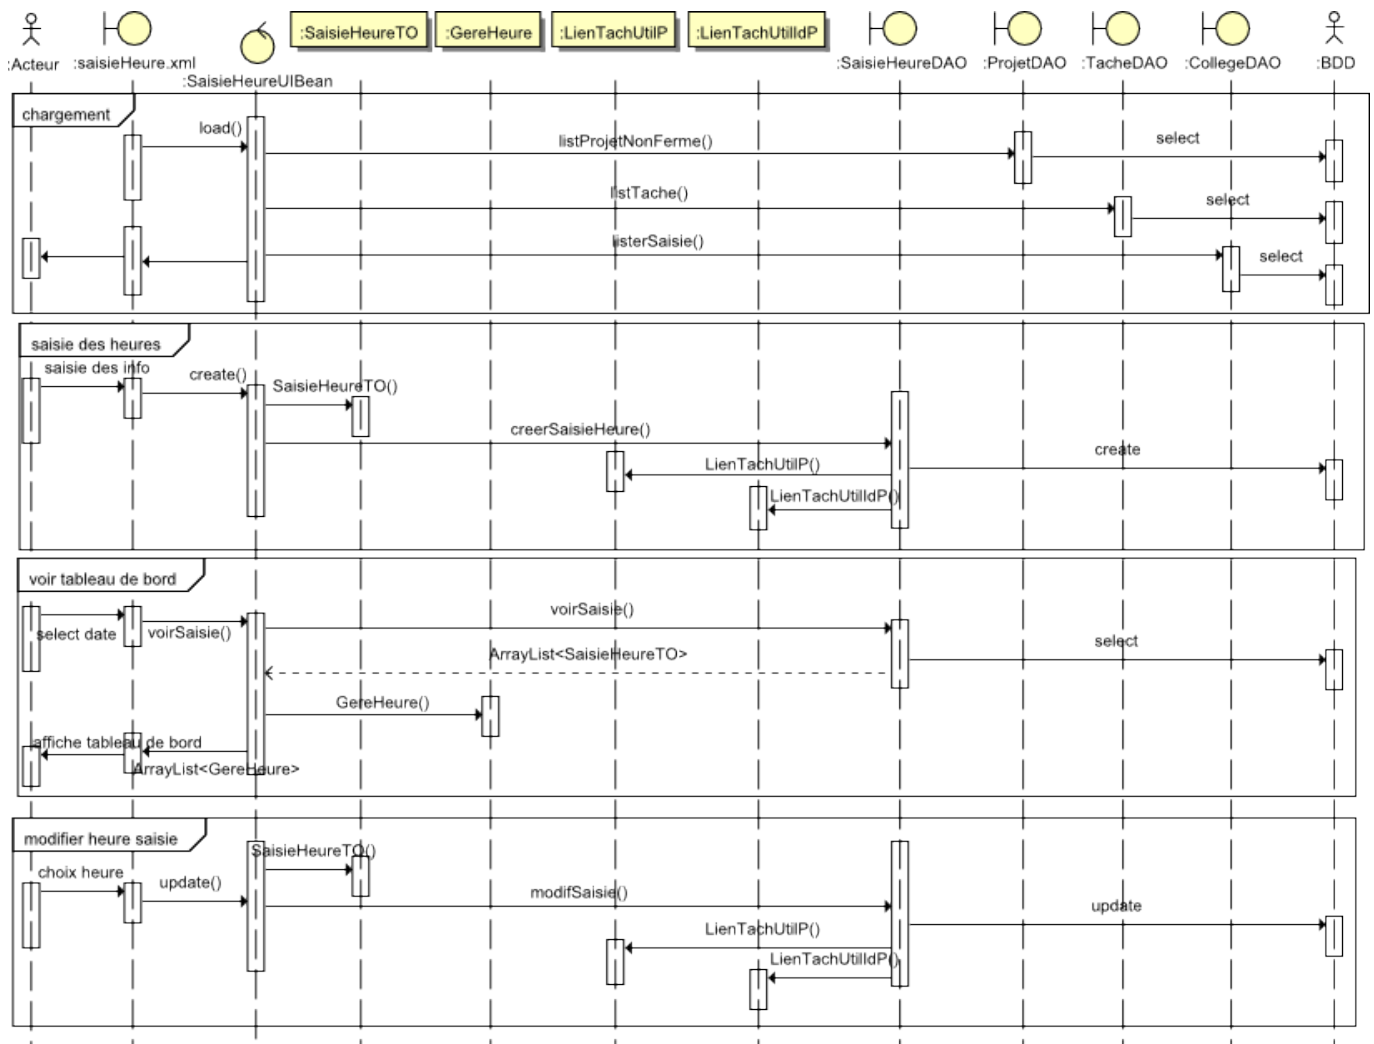 :SaisieHeureTO
:GereHeure
:LienTachUtilP
:LienTachUtilIdP
:Acteur
:saisieHeure.xml
:SaisieHeureUIBean
:SaisieHeureDAO
:ProjetDAO
:TacheDAO
:CollegeDAO
:BDD
chargement
load()
listProjetNonFerme()
select
listTache()
select
listerSaisie()
select
saisie des heures
saisie des info
create()
SaisieHeureTO()
creerSaisieHeure()
create
LienTachUtilP()
LienTachUtilIdP()
voir tableau de bord
select date
voirSaisie()
voirSaisie()
select
ArrayList<SaisieHeureTO>
GereHeure()
affiche tableau de bord
ArrayList<GereHeure>
modifier heure saisie
SaisieHeureTO()
choix heure
update()
modifSaisie()
update
LienTachUtilP()
LienTachUtilIdP()